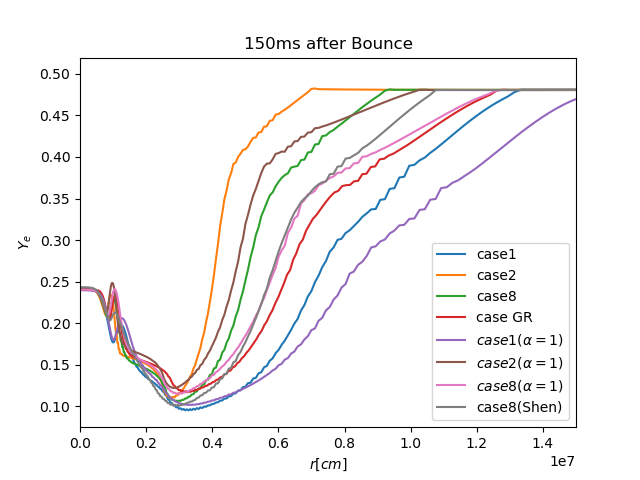 150ms after Bounce
Y_e
0.50
0.45
0.40
0.35
0.30
0.25
0.20
0.15
0.10
case1
case2
case8
case GR
case1(α = 1)
case2(α = 1)
case8(α = 1)
case8(Shen)
0.0 0.2 0.4 0.6 0.8 1.0 1.2 1.4
1e7
r[cm]